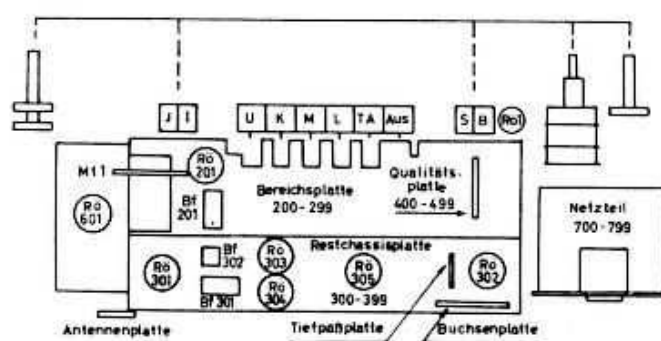 J I U K M L TA Aus S B Rö1
M11
Rö 201
Bereichsplatte
200-299
Qualitäts-
platte
400-499
Bf 201
Rö 601
Netzteil
700-799
Restchassisplatte
Rö 301
Bf 302
Rö 303
Rö 305
Rö 302
Bf 301
Rö 304
300-399
Antennenplatte
Tiefpaßplatte
Buchsenplatte